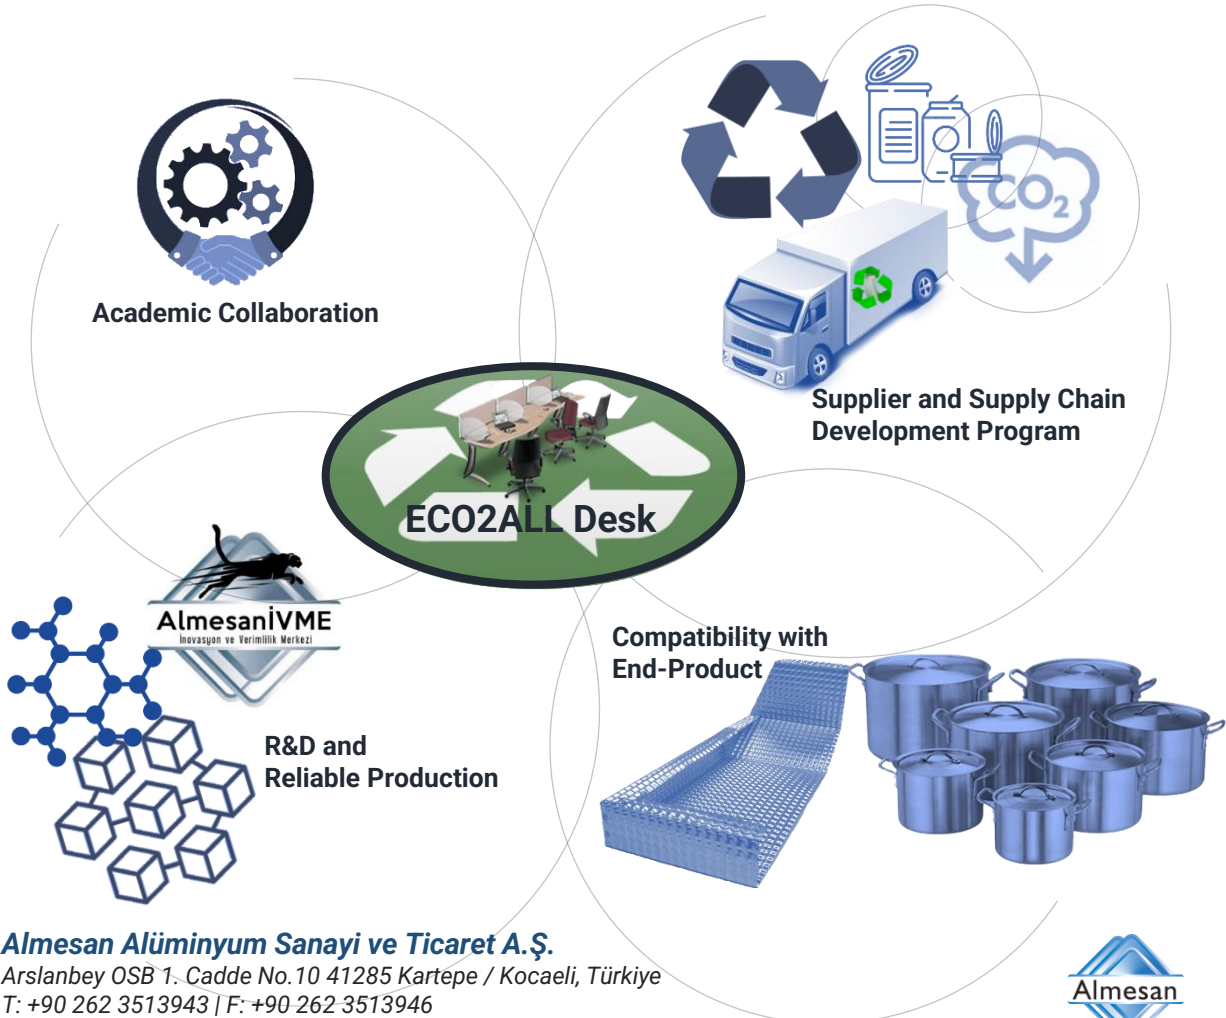 CO2
Academic Collaboration
Supplier and Supply Chain
Development Program
ECO2ALL Desk
AlmesanİVME
İnovasyon ve Verimlilik Merkezi
Compatibility with
End-Product
R&D and
Reliable Production
Almesan Alüminyum Sanayi ve Ticaret A.Ş.
Arslanbey OSB 1. Cadde No.10 41285 Kartepe / Kocaeli, Türkiye
T: +90 262 3513943 | F: +90 262 3513946
Almesan